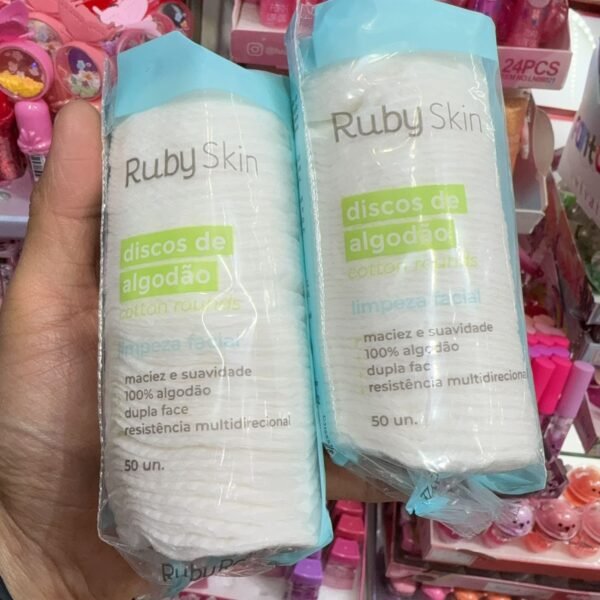 Ruby Skin
discos de
algodão
cotton rounds
limpeza facial
maciez e suavidade
100% algodão
dupla face
resistência multidirecional
50 un.
Ruby Skin
discos de
algodão
cotton rounds
limpeza facial
maciez e suavidade
100% algodão
dupla face
resistência multidirecional
50 un.
24PCS